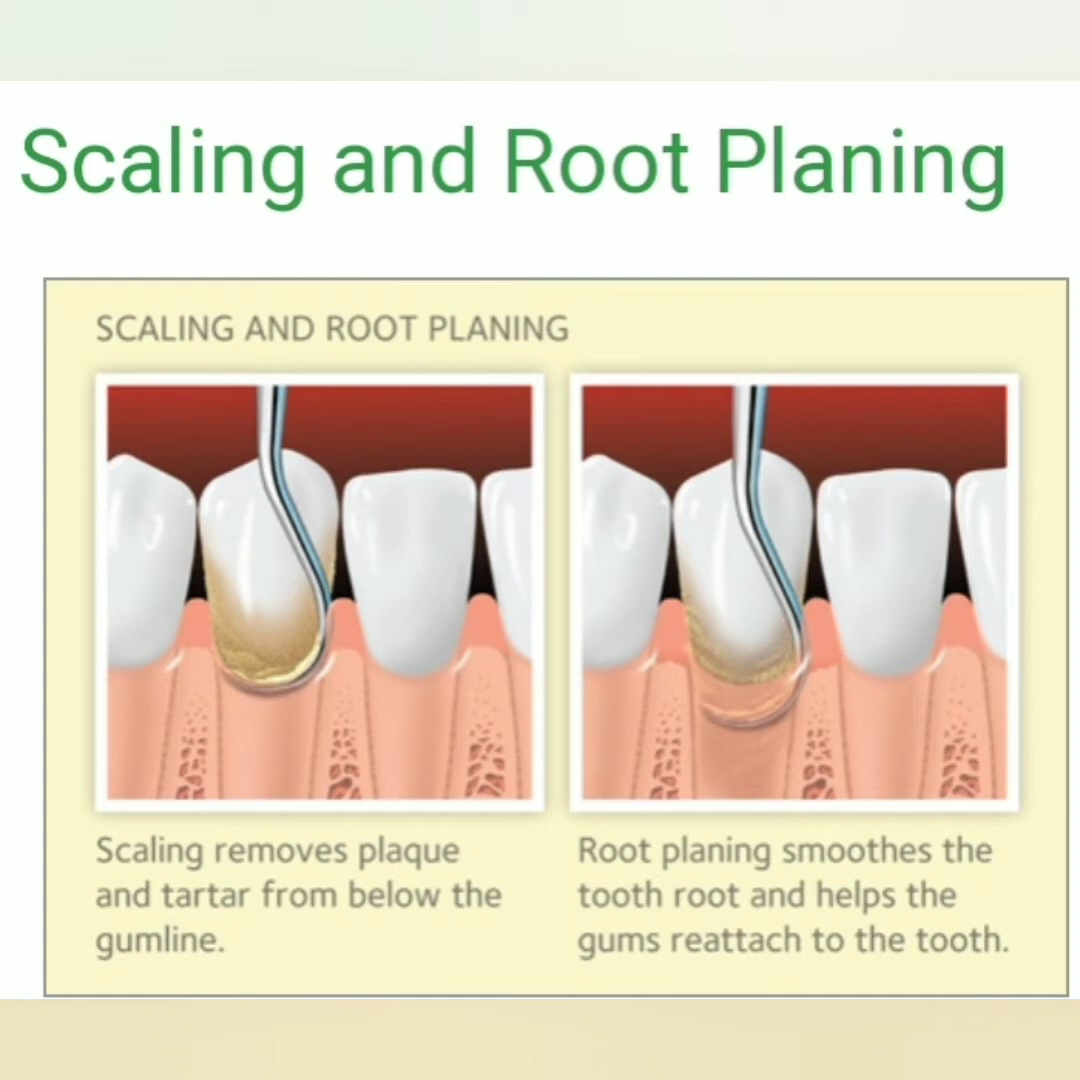 Scaling and Root Planing
SCALING AND ROOT PLANING
Scaling removes plaque
and tartar from below the
gumline.
Root planing smoothes the
tooth root and helps the
gums reattach to the tooth.